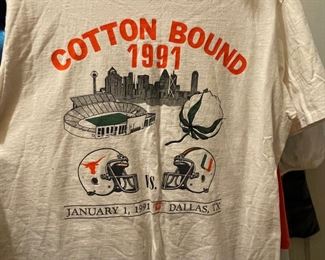 COTTON BOUND
1991
VS.
JANUARY 1, 1991 DALLAS, TX